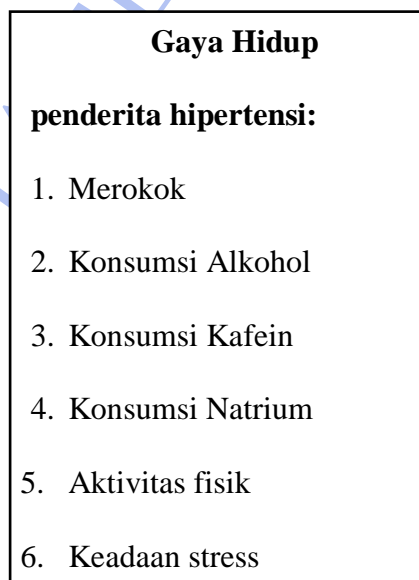 Gaya Hidup
penderita hipertensi:
1. Merokok
2. Konsumsi Alkohol
3. Konsumsi Kafein
4. Konsumsi Natrium
5. Aktivitas fisik
6. Keadaan stress